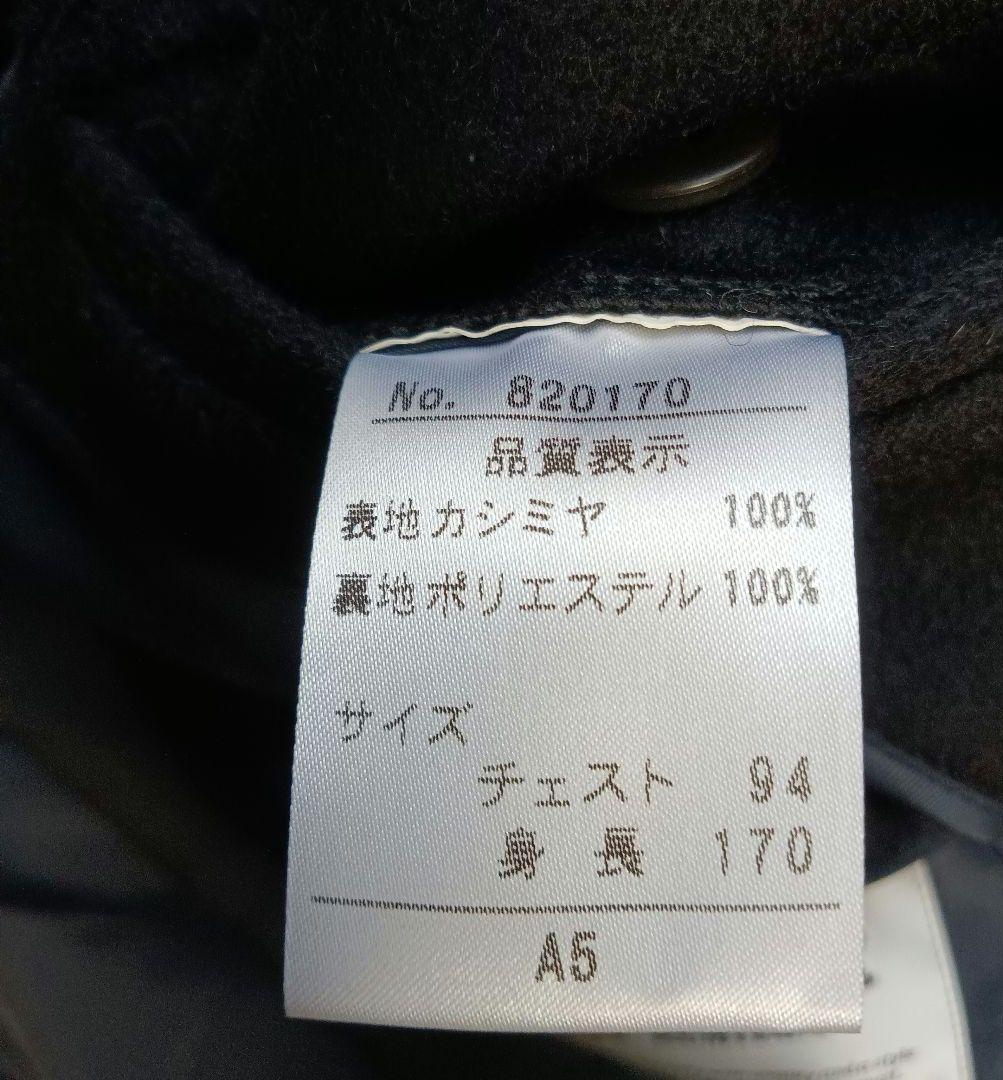 No. 820170
品質表示
表地カシミヤ 100%
裏地ポリエステル 100%
サイズ
チェスト 94
身長 170
A5